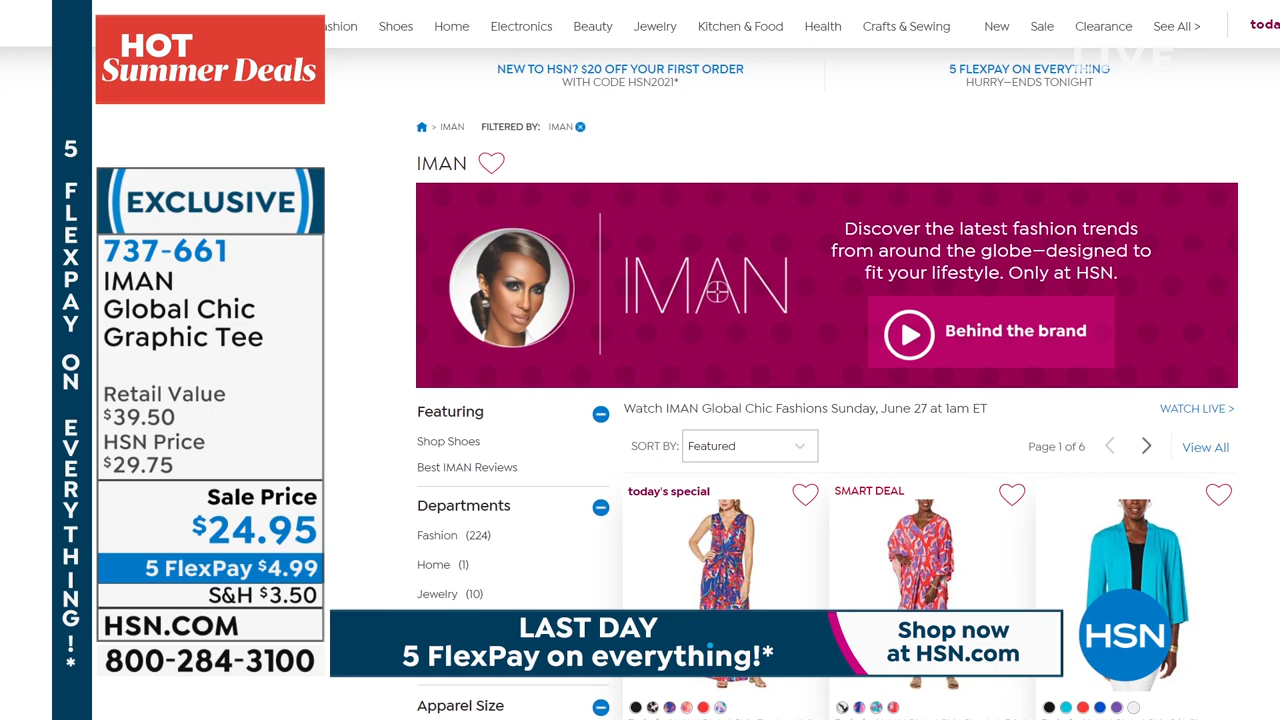 5 FLEXPAY ON EVERYTHING!*
HOT
Summer Deals
EXCLUSIVE
737-661
IMAN
Global Chic
Graphic Tee
Retail Value
$39.50
HSN Price
$29.75
Sale Price
$24.95
5 FlexPay $4.99
S&H $3.50
HSN.COM
800-284-3100
Shoes Home Electronics Beauty Jewelry Kitchen & Food Health Crafts & Sewing New Sale Clearance See All >
LIVE
NEW TO HSN? $20 OFF YOUR FIRST ORDER
WITH CODE HSN2021*
5 FLEXPAY ON EVERYTHING
HURRY—ENDS TONIGHT
> IMAN FILTERED BY: IMAN
IMAN
IMAN
Discover the latest fashion trends
from around the globe—designed to
fit your lifestyle. Only at HSN.
Behind the brand
Featuring
Shop Shoes
Best IMAN Reviews
Departments
Fashion (224)
Home (1)
Jewelry (10)
Apparel Size
Watch IMAN Global Chic Fashions Sunday, June 27 at 1am ET
WATCH LIVE >
SORT BY: Featured
Page 1 of 6
View All
today's special
SMART DEAL
LAST DAY
5 FlexPay on everything!*
Shop now
at HSN.com
HSN